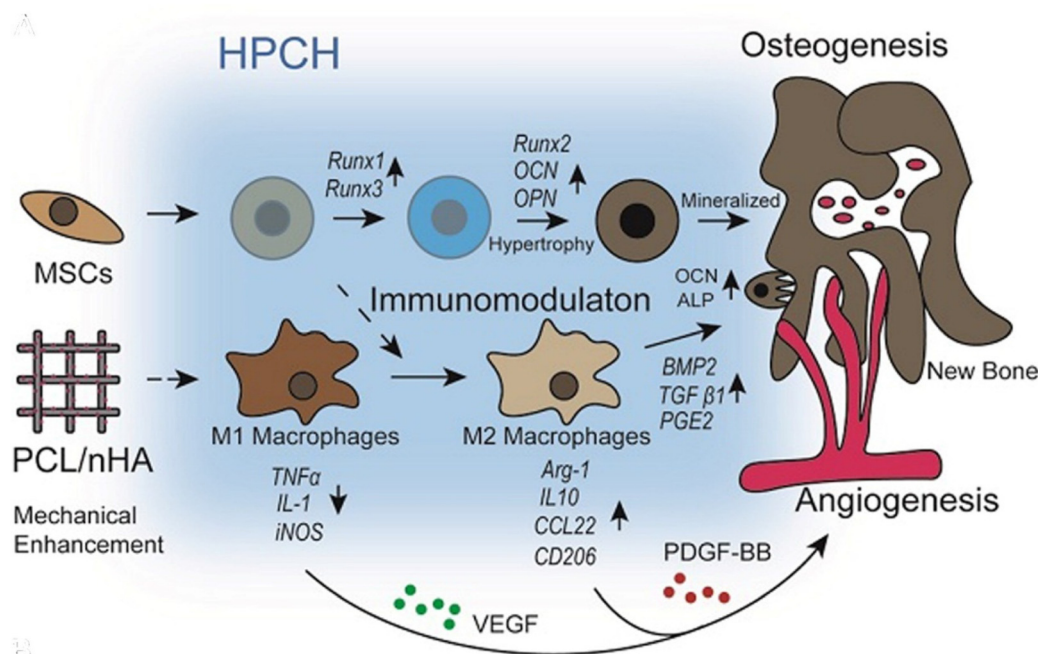 A
HPCH
Osteogenesis
Runx1
Runx3
Runx2
OCN
OPN
Mineralized
Hypertrophy
MSCs
OCN
ALP
Immunomodulaton
BMP2
TGF β1
PGE2
New Bone
M1 Macrophages
M2 Macrophages
PCL/nHA
Mechanical
Enhancement
TNFα
IL-1
iNOS
Arg-1
IL10
CCL22
CD206
Angiogenesis
PDGF-BB
VEGF